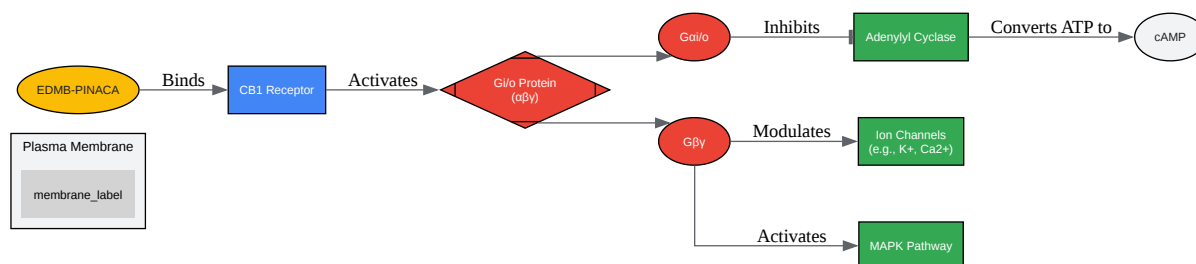 EDMB-PINACA
Binds
CB1 Receptor
Activates
Gi/o Protein
(αβγ)
Gαi/o
Inhibits
Adenylyl Cyclase
Converts ATP to
cAMP
Gβγ
Modulates
Ion Channels
(e.g., K+, Ca2+)
Activates
MAPK Pathway
Plasma Membrane
membrane_label